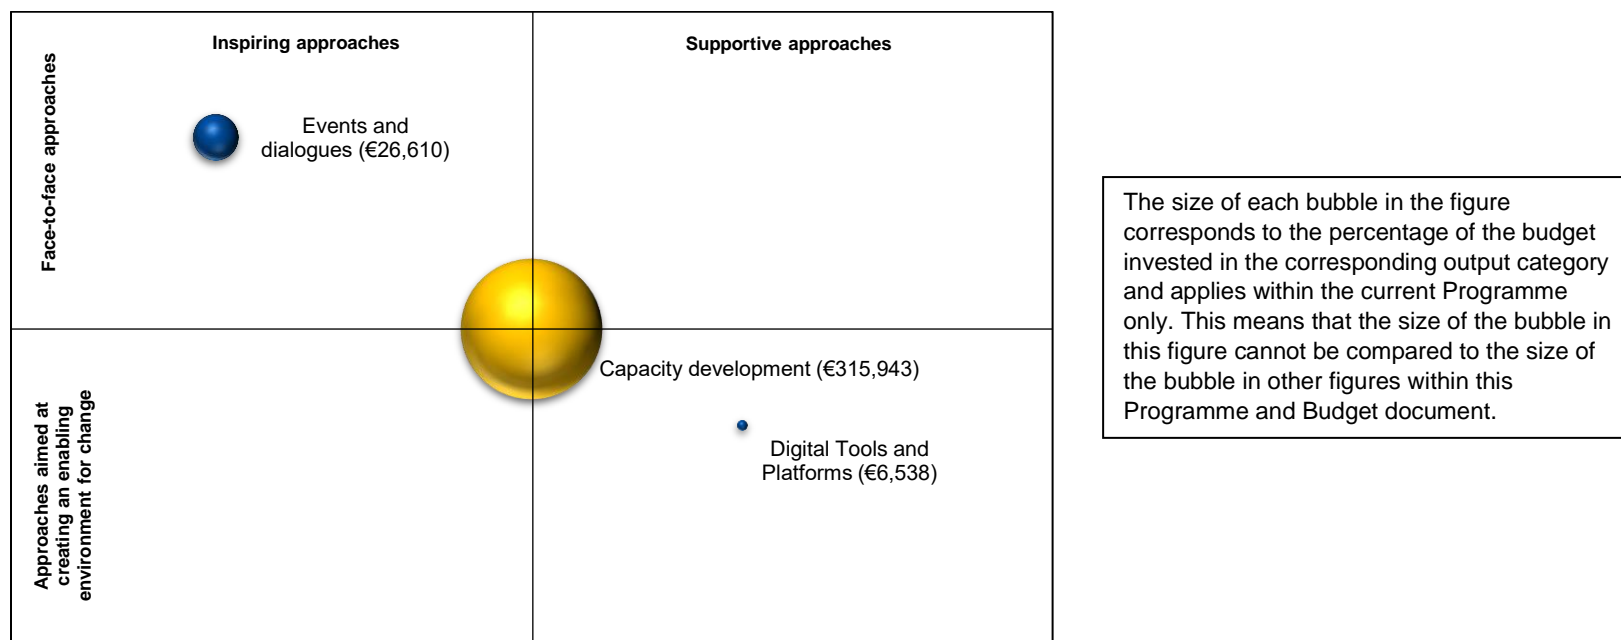 Inspiring approaches
Supportive approaches
Face-to-face approaches
Events and
dialogues (€26,610)
Capacity development (€315,943)
Approaches aimed at
creating an enabling
environment for change
Digital Tools and
Platforms (€6,538)
The size of each bubble in the figure
corresponds to the percentage of the budget
invested in the corresponding output category
and applies within the current Programme
only. This means that the size of the bubble in
this figure cannot be compared to the size of
the bubble in other figures within this
Programme and Budget document.